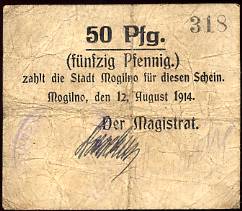 50 Pfg. 318
(fünfzig Pfennig.)
zahlt die Stadt Mogilno für diesen Schein.
Mogilno, den 12. August 1914.
Der Magistrat.